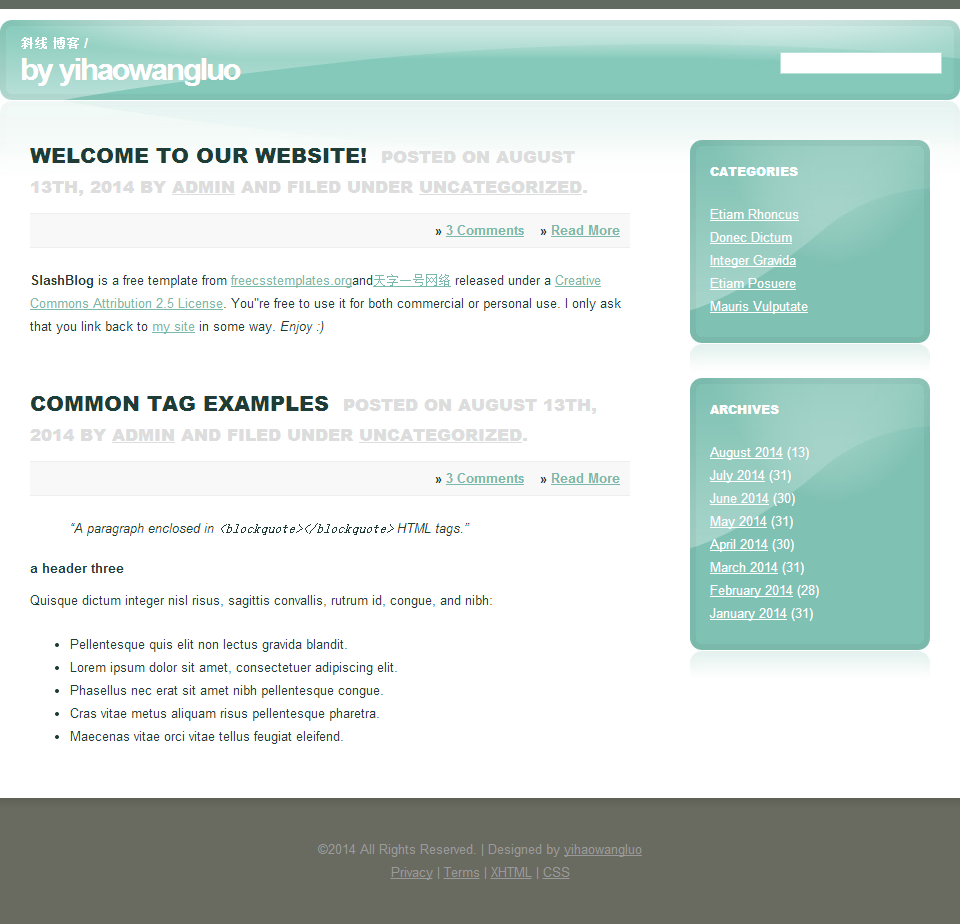 斜线 博客 /
by yihaowangluo
WELCOME TO OUR WEBSITE! POSTED ON AUGUST
13TH, 2014 BY ADMIN AND FILED UNDER UNCATEGORIZED.
» 3 Comments » Read More
SlashBlog is a free template from freecsstemplates.organd天字一号网络 released under a Creative
Commons Attribution 2.5 License. You''re free to use it for both commercial or personal use. I only ask
that you link back to my site in some way. Enjoy :)
COMMON TAG EXAMPLES POSTED ON AUGUST 13TH,
2014 BY ADMIN AND FILED UNDER UNCATEGORIZED.
» 3 Comments » Read More
“A paragraph enclosed in <blockquote></blockquote> HTML tags.”
a header three
Quisque dictum integer nisl risus, sagittis convallis, rutrum id, congue, and nibh:
• Pellentesque quis elit non lectus gravida blandit.
• Lorem ipsum dolor sit amet, consectetuer adipiscing elit.
• Phasellus nec erat sit amet nibh pellentesque congue.
• Cras vitae metus aliquam risus pellentesque pharetra.
• Maecenas vitae orci vitae tellus feugiat eleifend.
CATEGORIES
Etiam Rhoncus
Donec Dictum
Integer Gravida
Etiam Posuere
Mauris Vulputate
ARCHIVES
August 2014 (13)
July 2014 (31)
June 2014 (30)
May 2014 (31)
April 2014 (30)
March 2014 (31)
February 2014 (28)
January 2014 (31)
©2014 All Rights Reserved. | Designed by yihaowangluo
Privacy | Terms | XHTML | CSS